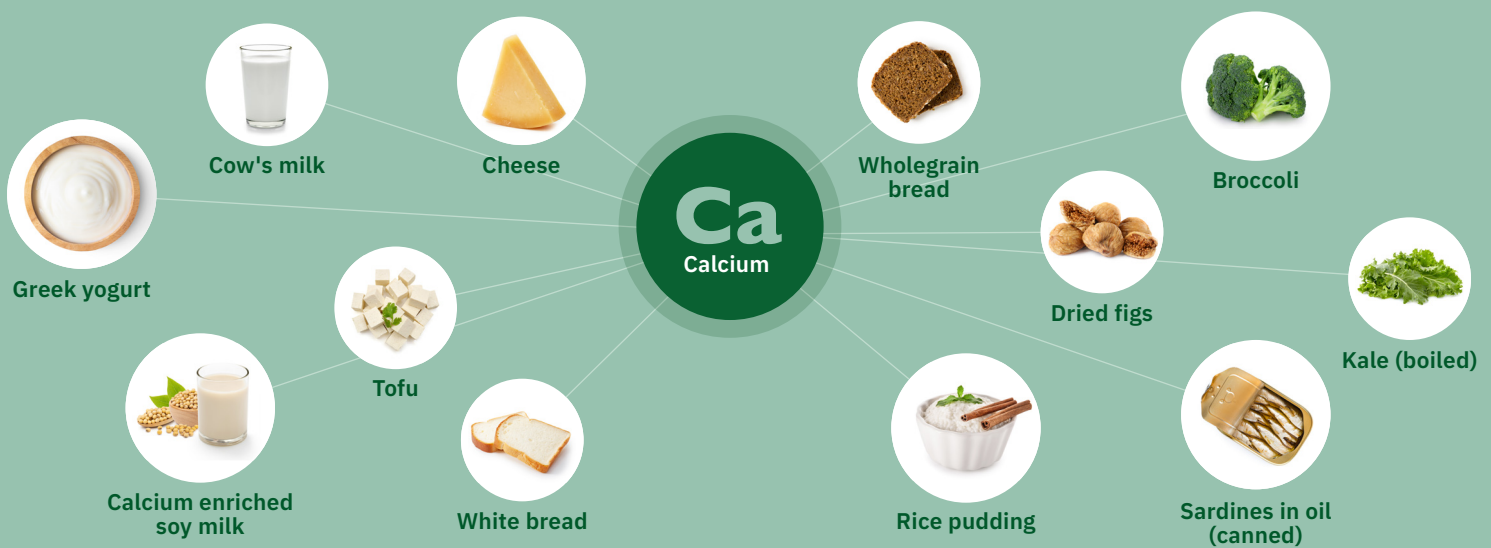 Cow's milk
Cheese
Wholegrain
bread
Broccoli
Greek yogurt
Ca
Calcium
Dried figs
Kale (boiled)
Tofu
Calcium enriched
soy milk
White bread
Rice pudding
Sardines in oil
(canned)